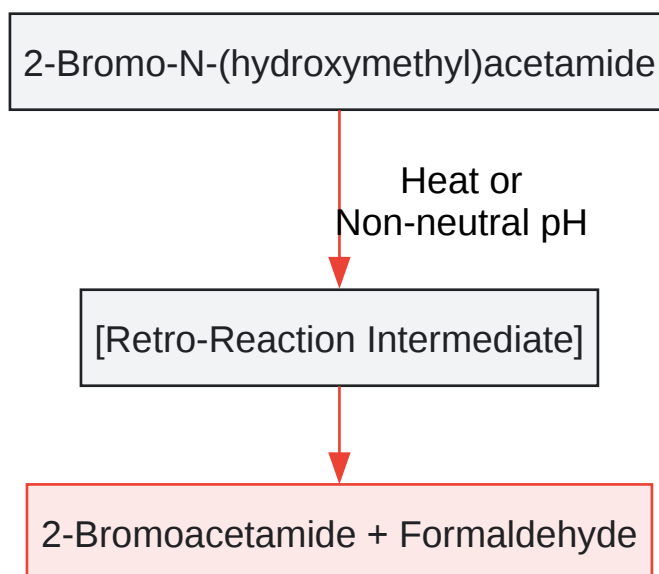 2-Bromo-N-(hydroxymethyl)acetamide
Heat or
Non-neutral pH
[Retro-Reaction Intermediate]
2-Bromoacetamide + Formaldehyde